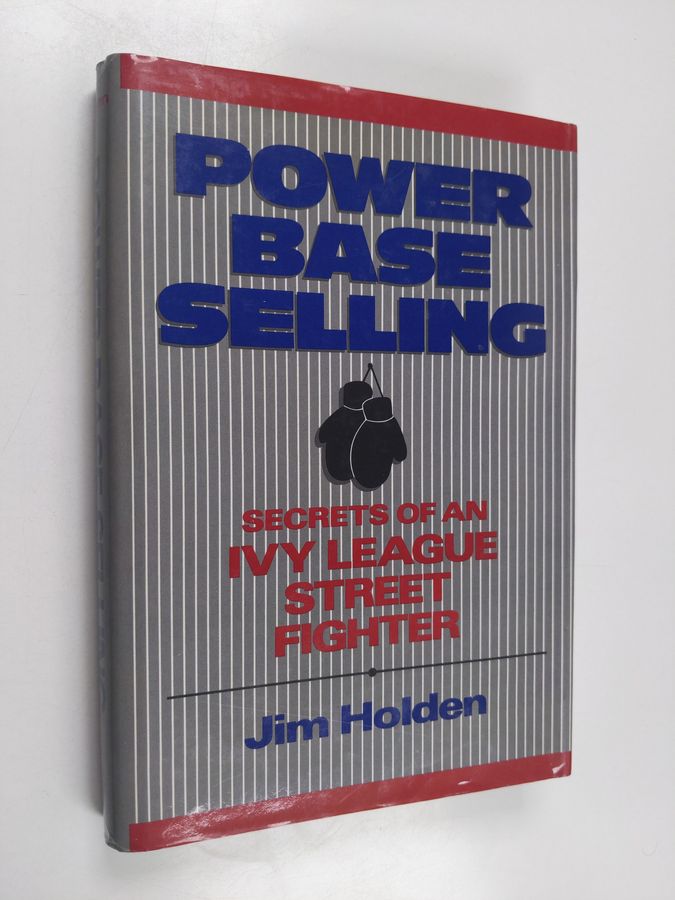 POWER
BASE
SELLING
SECRETS OF AN
IVY LEAGUE
STREET
FIGHTER
Jim Holden